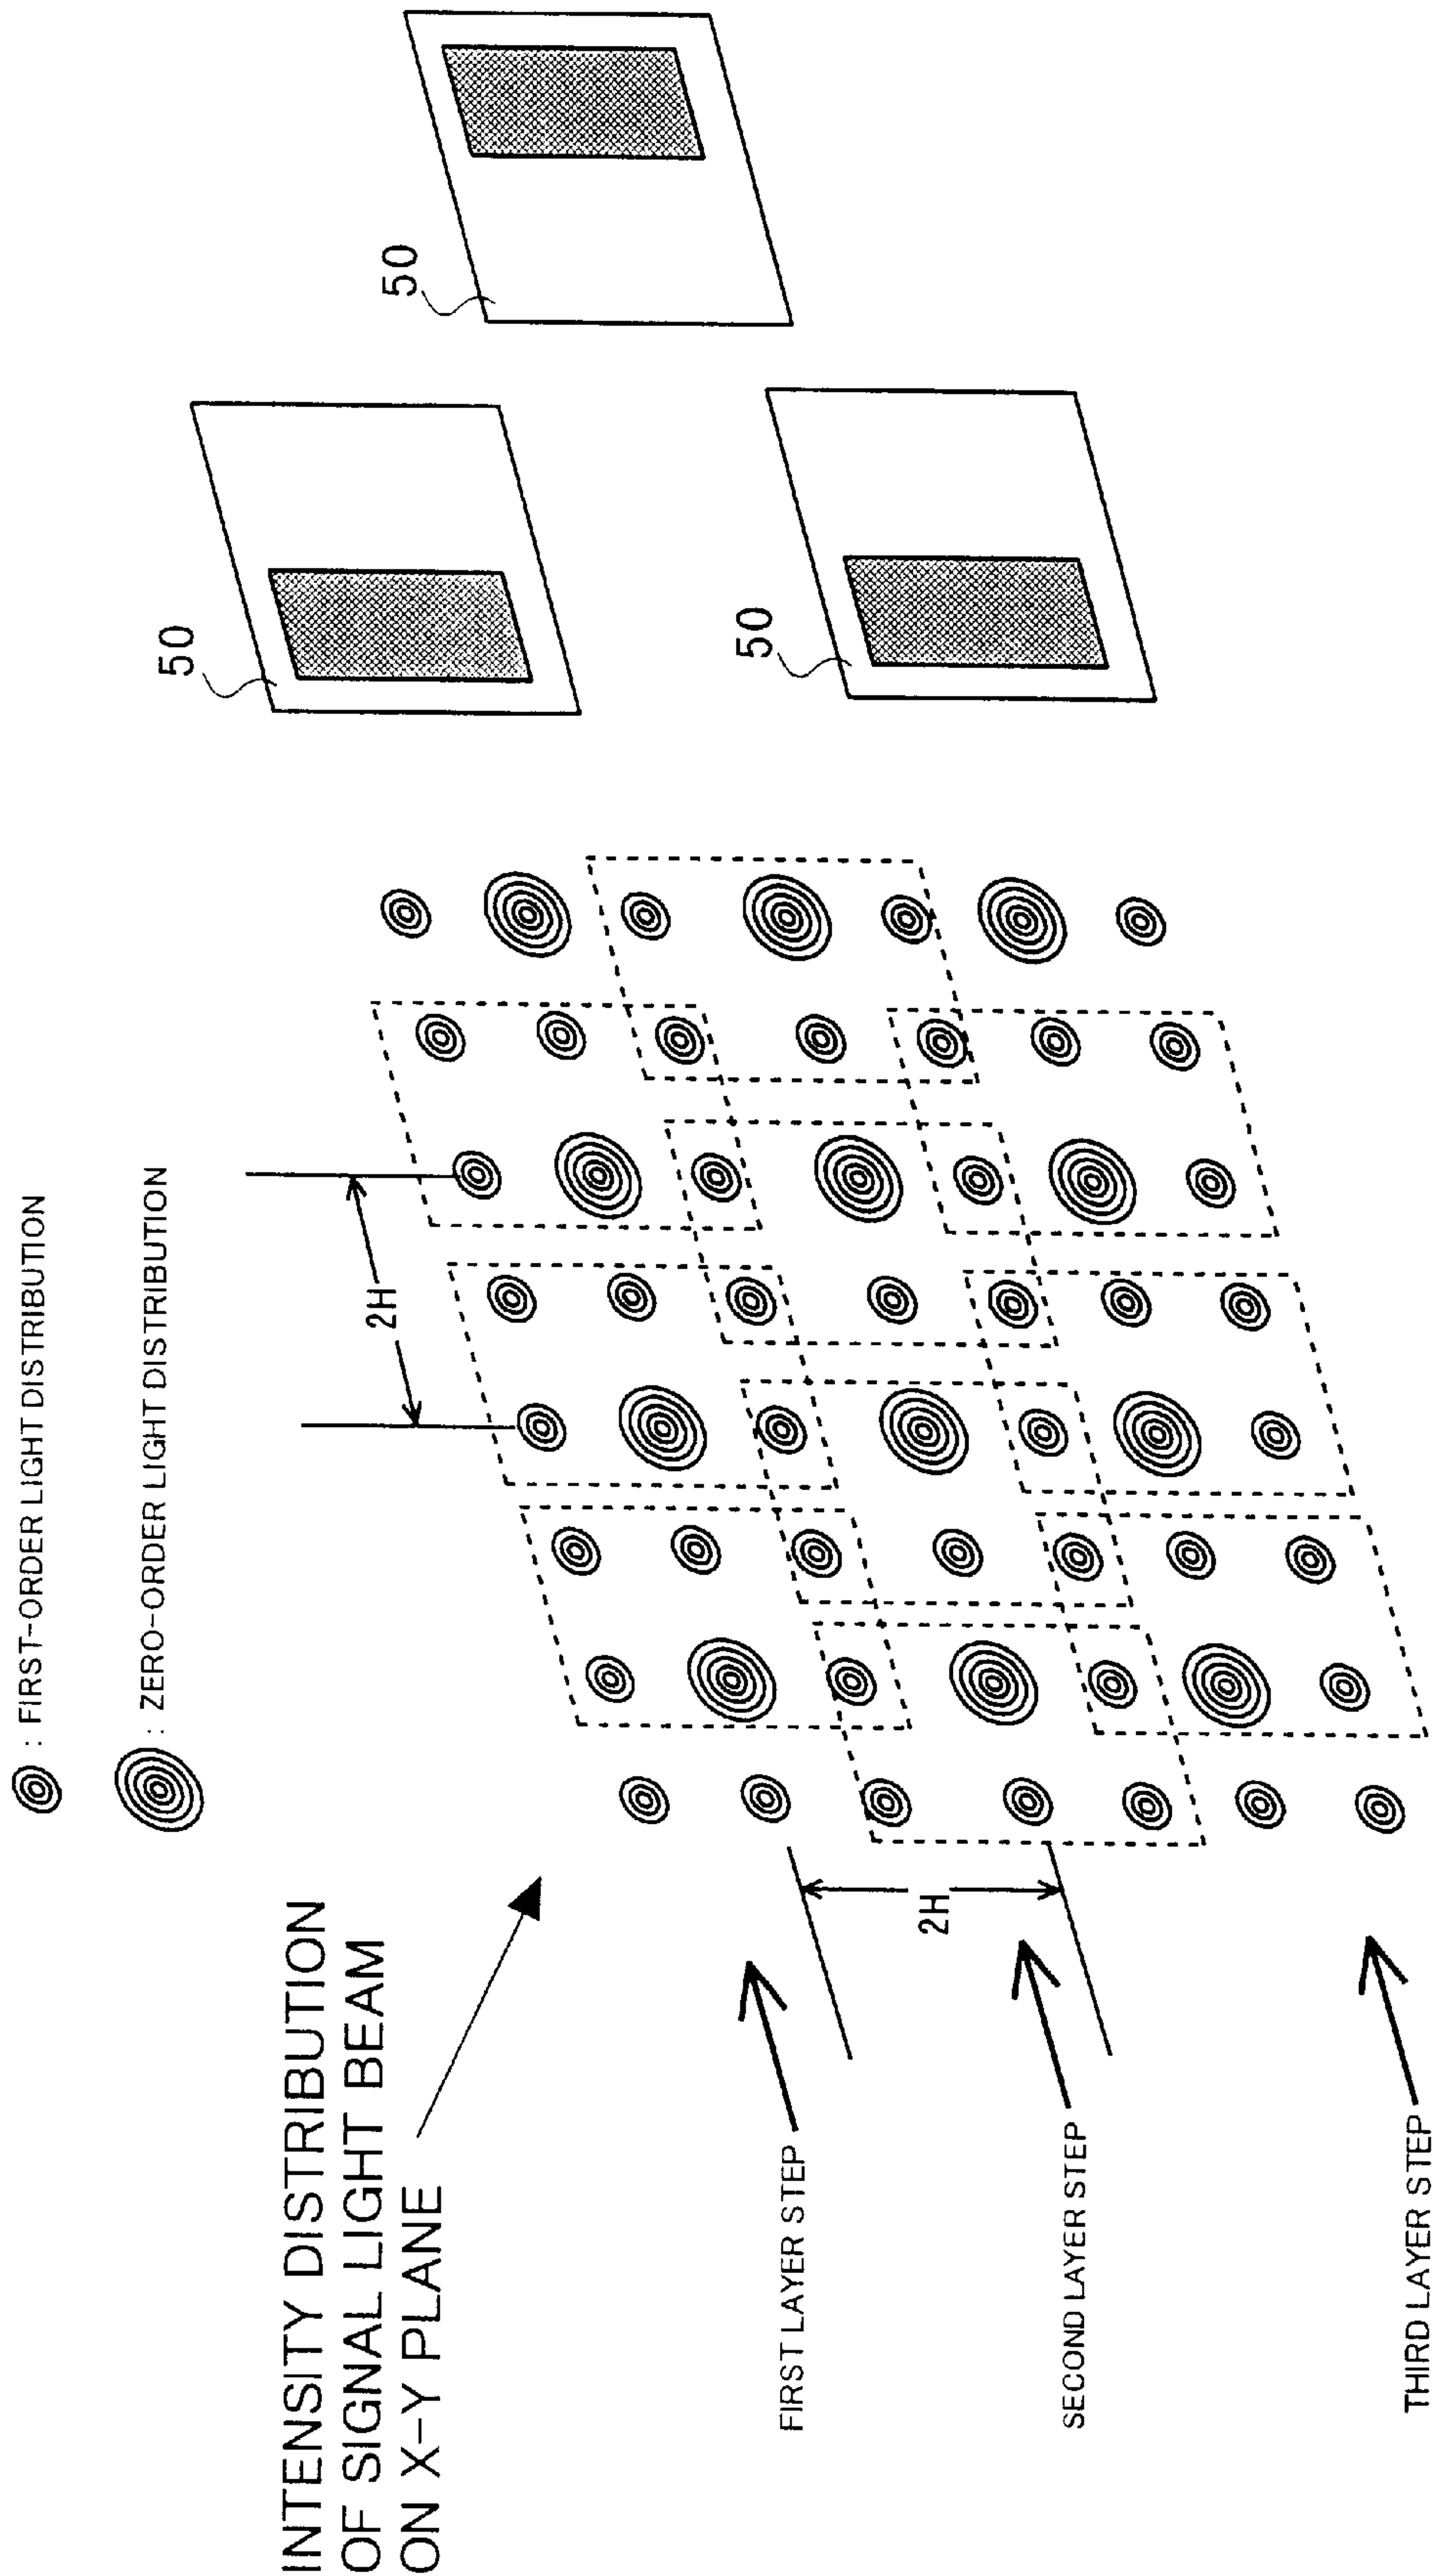 : FIRST-ORDER LIGHT DISTRIBUTION
: ZERO-ORDER LIGHT DISTRIBUTION
INTENSITY DISTRIBUTION
OF SIGNAL LIGHT BEAM
ON X-Y PLANE
2H
2H
50
50
50
FIRST LAYER STEP
SECOND LAYER STEP
THIRD LAYER STEP